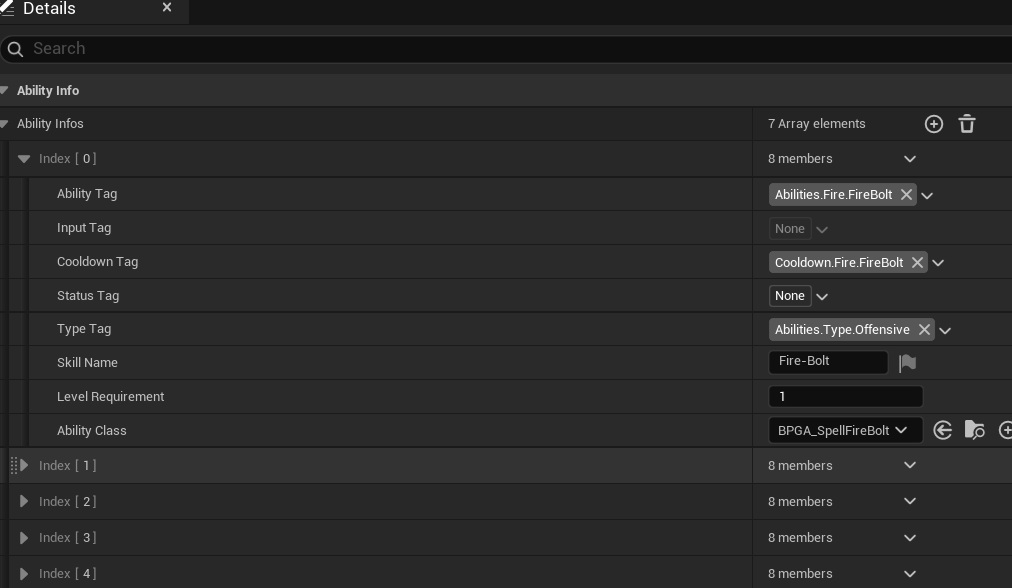 Details
Search
Ability Info
Ability Infos 7 Array elements
Index [ 0 ] 8 members
Ability Tag Abilities.Fire.FireBolt
Input Tag None
Cooldown Tag Cooldown.Fire.FireBolt
Status Tag None
Type Tag Abilities.Type.Offensive
Skill Name Fire-Bolt
Level Requirement 1
Ability Class BPGA_SpellFireBolt
Index [ 1 ] 8 members
Index [ 2 ] 8 members
Index [ 3 ] 8 members
Index [ 4 ] 8 members